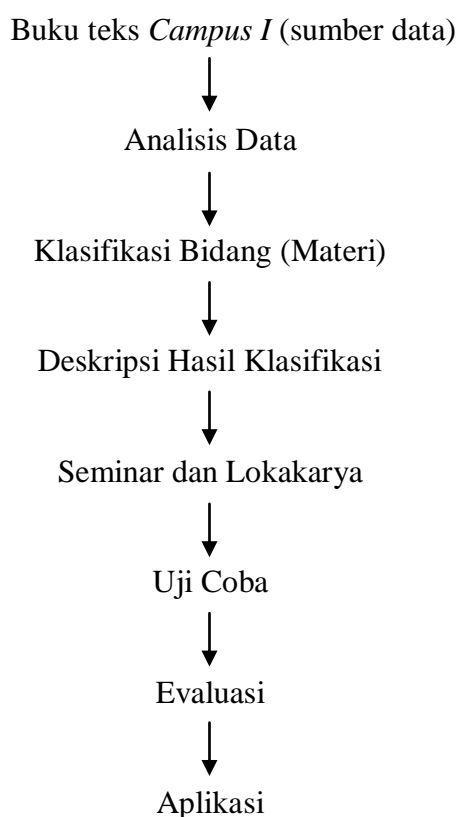 Buku teks Campus I (sumber data)
Analisis Data
Klasifikasi Bidang (Materi)
Deskripsi Hasil Klasifikasi
Seminar dan Lokakarya
Uji Coba
Evaluasi
Aplikasi